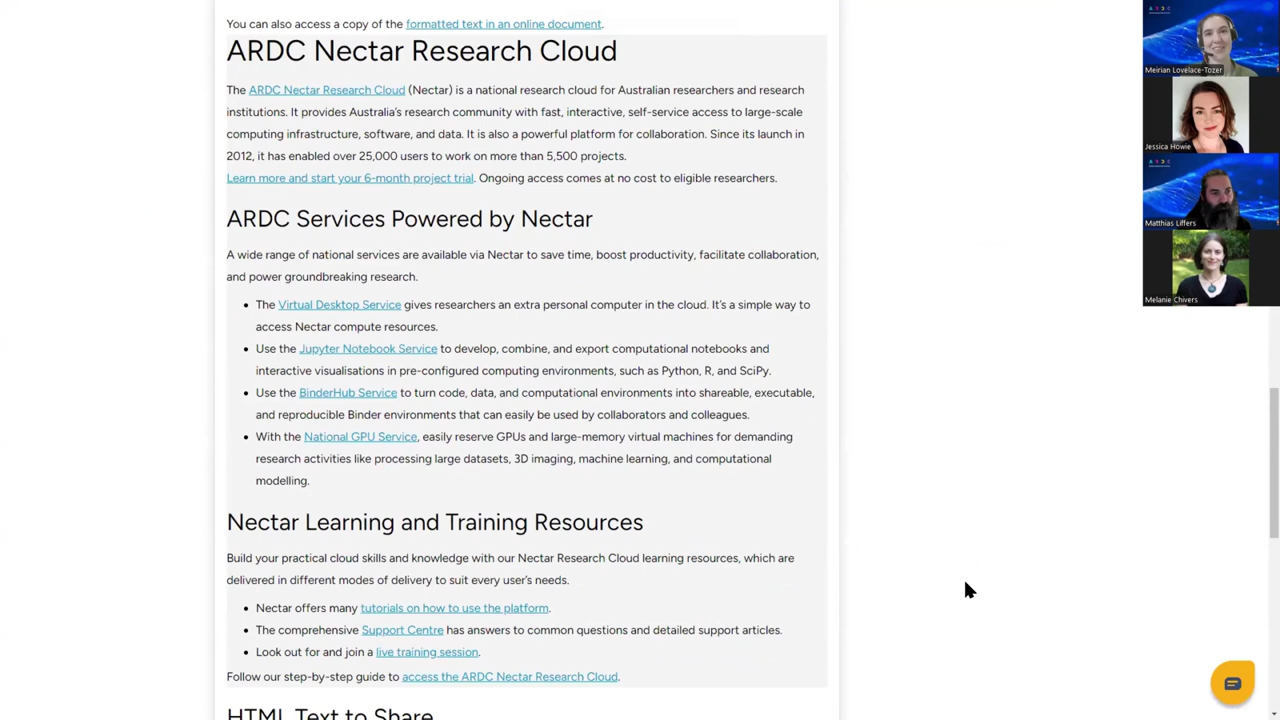 You can also access a copy of the formatted text in an online document.
ARDC Nectar Research Cloud
The ARDC Nectar Research Cloud (Nectar) is a national research cloud for Australian researchers and research
institutions. It provides Australia's research community with fast, interactive, self-service access to large-scale
computing infrastructure, software, and data. It is also a powerful platform for collaboration. Since its launch in
2012, it has enabled over 25,000 users to work on more than 5,500 projects.
Learn more and start your 6-month project trial. Ongoing access comes at no cost to eligible researchers.
ARDC Services Powered by Nectar
A wide range of national services are available via Nectar to save time, boost productivity, facilitate collaboration,
and power groundbreaking research.
• The Virtual Desktop Service gives researchers an extra personal computer in the cloud. It's a simple way to
access Nectar compute resources.
• Use the Jupyter Notebook Service to develop, combine, and export computational notebooks and
interactive visualisations in pre-configured computing environments, such as Python, R, and SciPy.
• Use the BinderHub Service to turn code, data, and computational environments into shareable, executable,
and reproducible Binder environments that can easily be used by collaborators and colleagues.
• With the National GPU Service, easily reserve GPUs and large-memory virtual machines for demanding
research activities like processing large datasets, 3D imaging, machine learning, and computational
modelling.
Nectar Learning and Training Resources
Build your practical cloud skills and knowledge with our Nectar Research Cloud learning resources, which are
delivered in different modes of delivery to suit every user's needs.
• Nectar offers many tutorials on how to use the platform.
• The comprehensive Support Centre has answers to common questions and detailed support articles.
• Look out for and join a live training session.
Follow our step-by-step guide to access the ARDC Nectar Research Cloud.
HTML Text to Share
ARDC
Meirian Lovelace-Tozer
Jessica Howie
ARDC
Matthias Liffers
Melanie Chivers